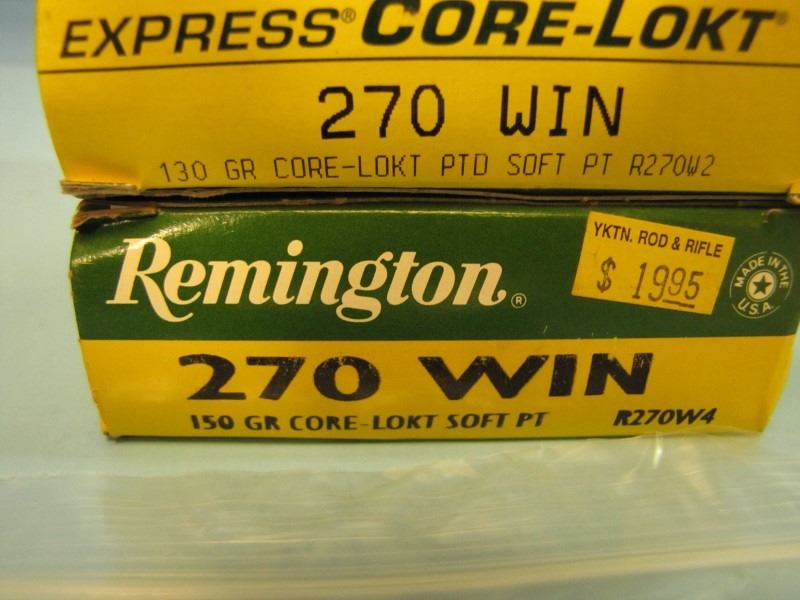 EXPRESS® CORE-LOKT®
270 WIN
130 GR CORE-LOKT PTD SOFT PT R270W2
Remington®
YKTN. ROD & RIFLE
$ 1995
MADE IN THE U.S.A.
270 WIN
150 GR CORE-LOKT SOFT PT R270W4